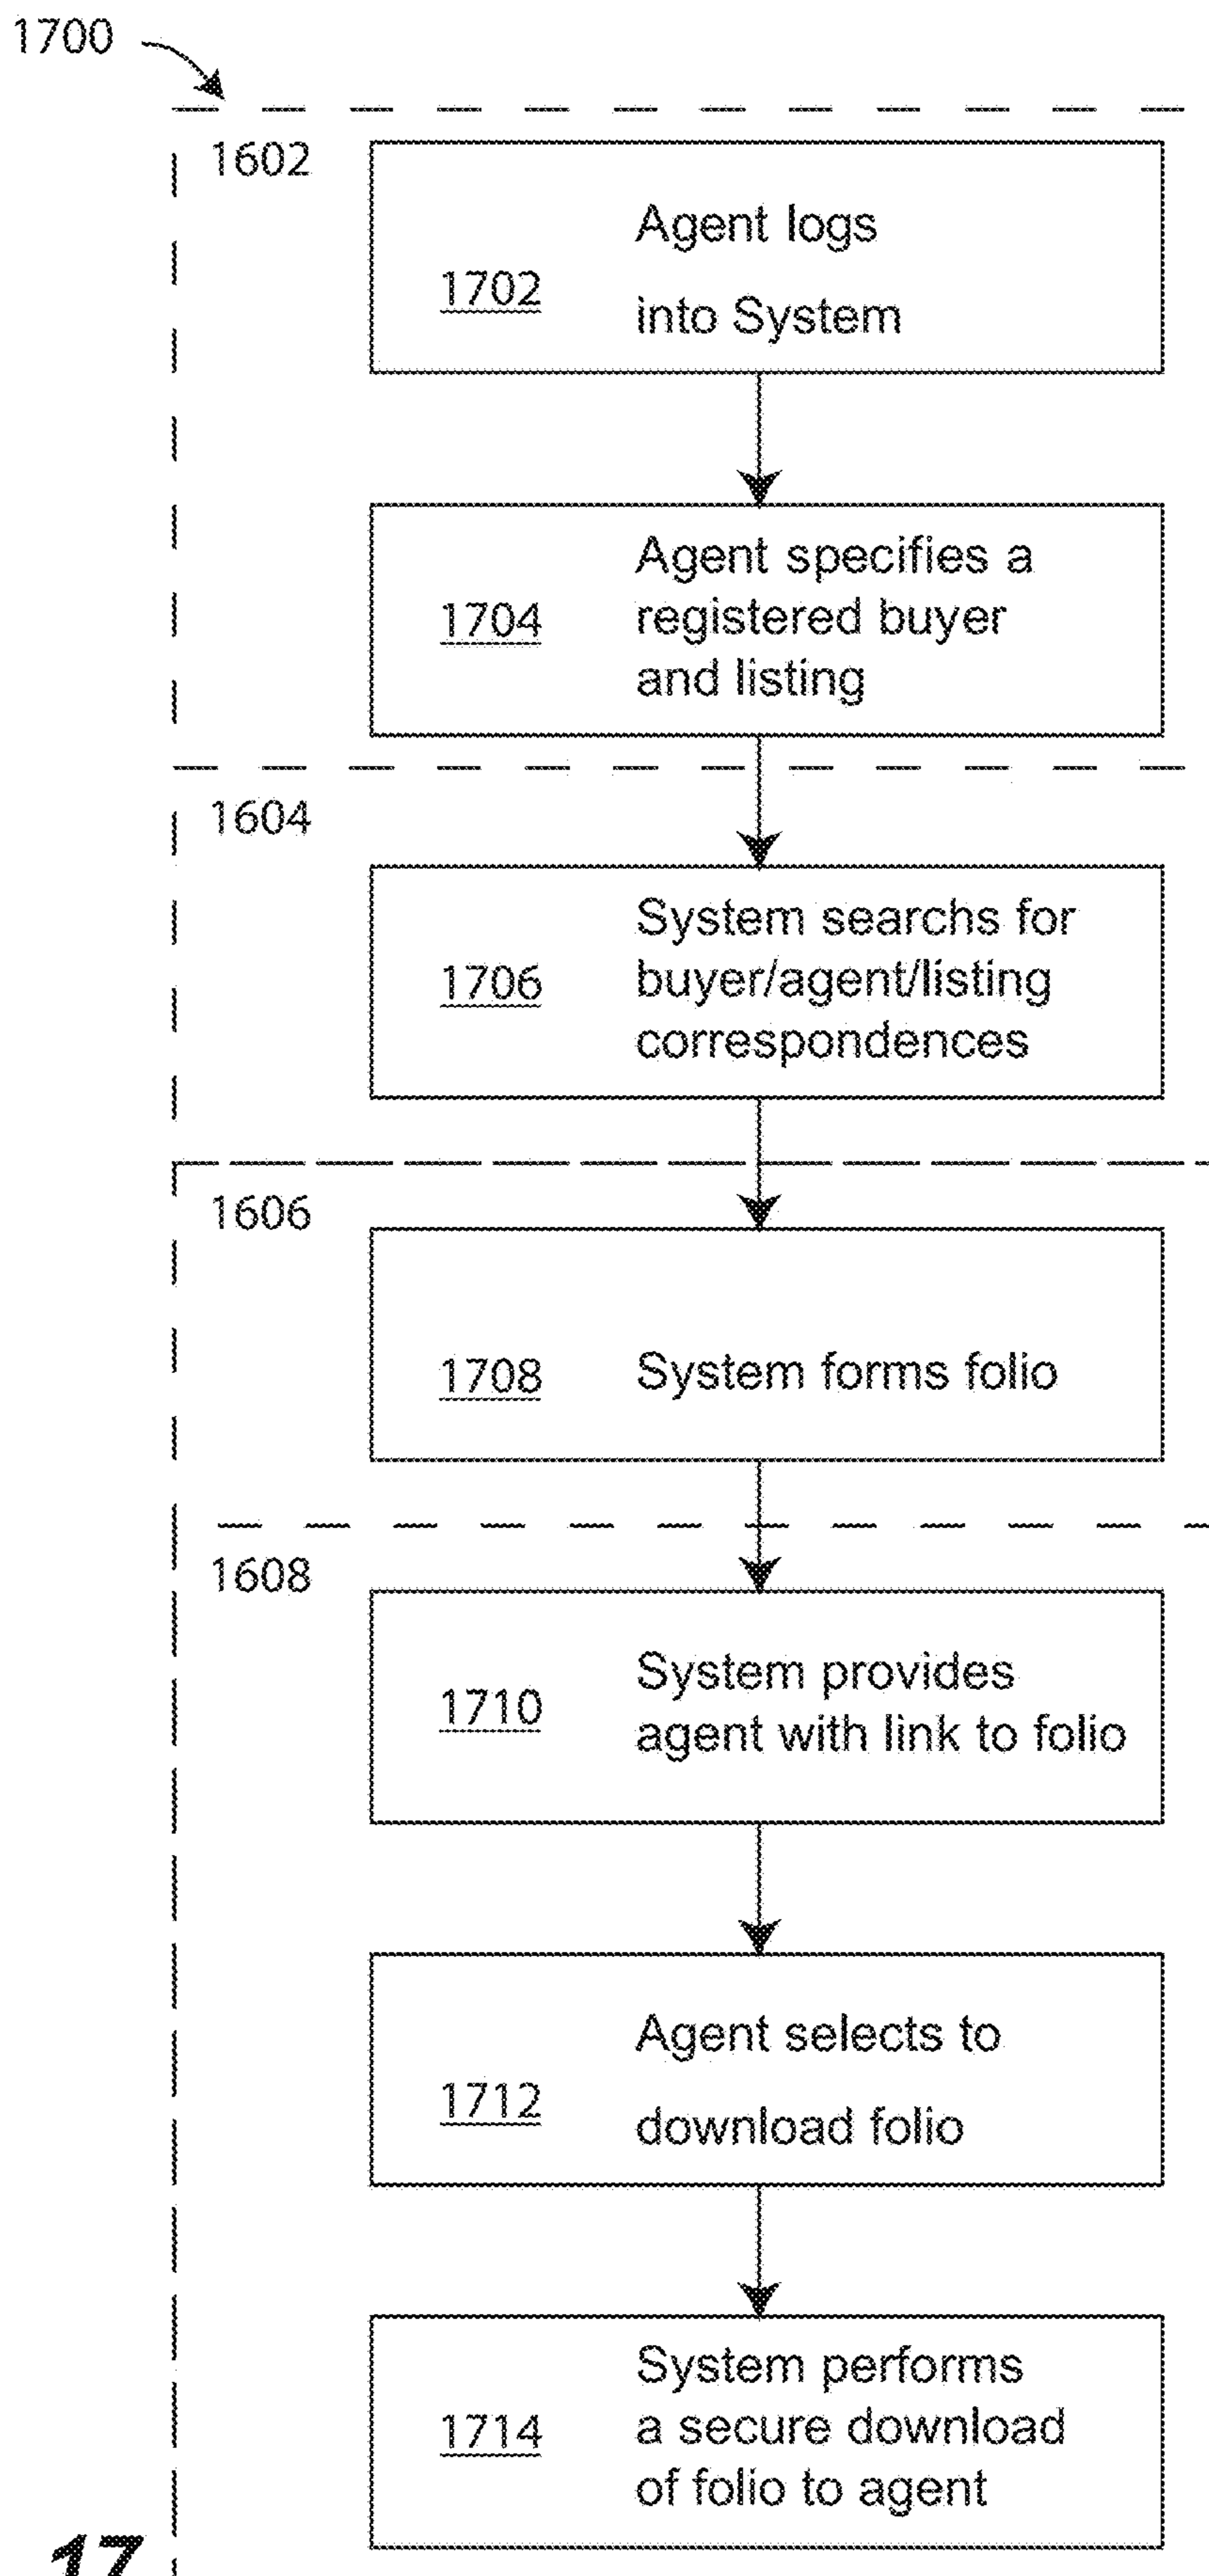 1700
1602
Agent logs
1702
into System
Agent specifies a
1704
registered buyer
and listing
1604
System searchs for
1706
buyer/agent/listing
correspondences
1606
1708
System forms folio
1608
System provides
1710
agent with link to folio
Agent selects to
1712
download folio
System performs
1714
a secure download
of folio to agent
17